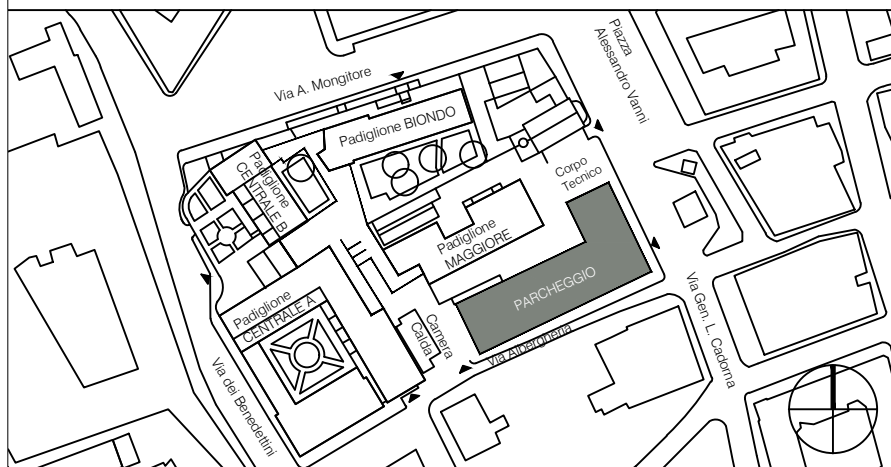 Via A. Mongitore
Piazza
Alessandro Vanni
Padiglione BIONDO
Padiglione
CENTRALE B
Corpo
Tecnico
Padiglione
MAGGIORE
PARCHEGGIO
Padiglione
CENTRALE A
Camera
Calda
Via Albergheria
Via Gen. L. Cadorna
Via dei Benedettini